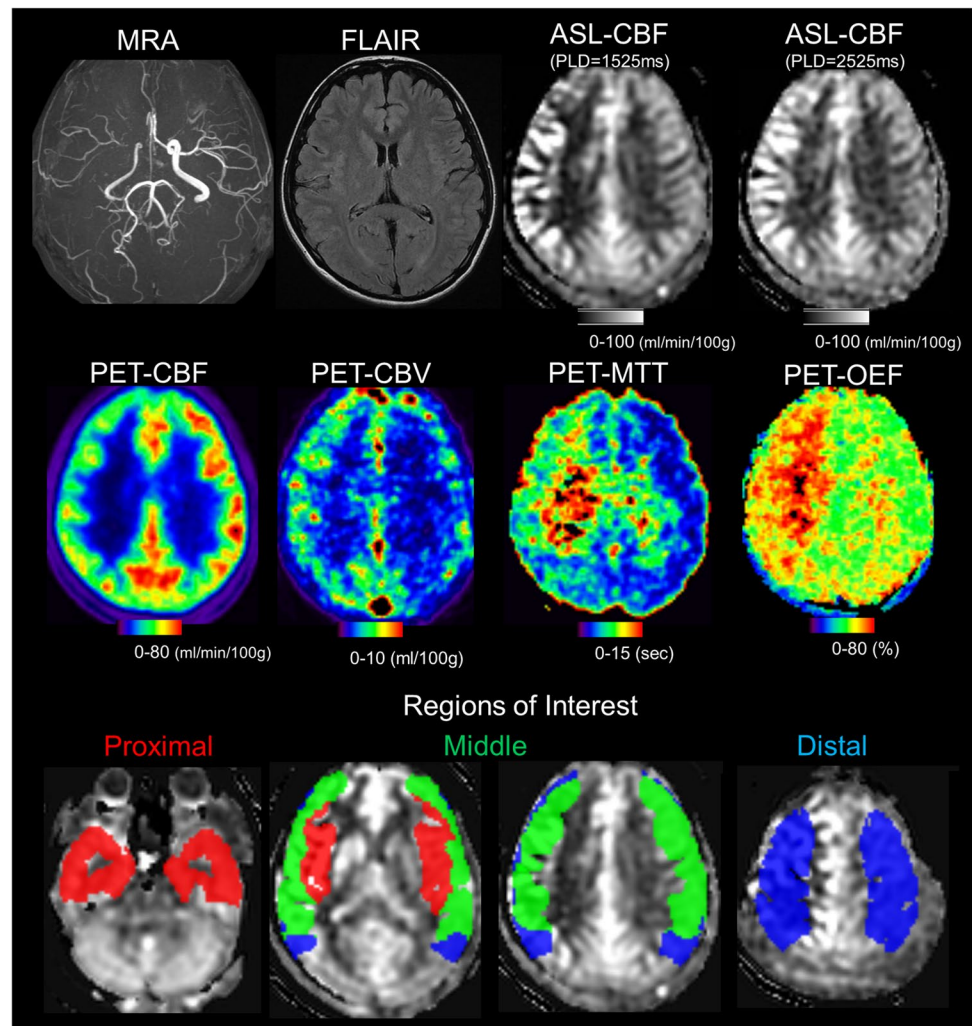 MRA
FLAIR
ASL-CBF
(PLD=1525ms)
ASL-CBF
(PLD=2525ms)
0-100 (ml/min/100g)
0-100 (ml/min/100g)
PET-CBF
PET-CBV
PET-MTT
PET-OEF
0-80 (ml/min/100g)
0-10 (ml/100g)
0-15 (sec)
0-80 (%)
Regions of Interest
Proximal
Middle
Distal